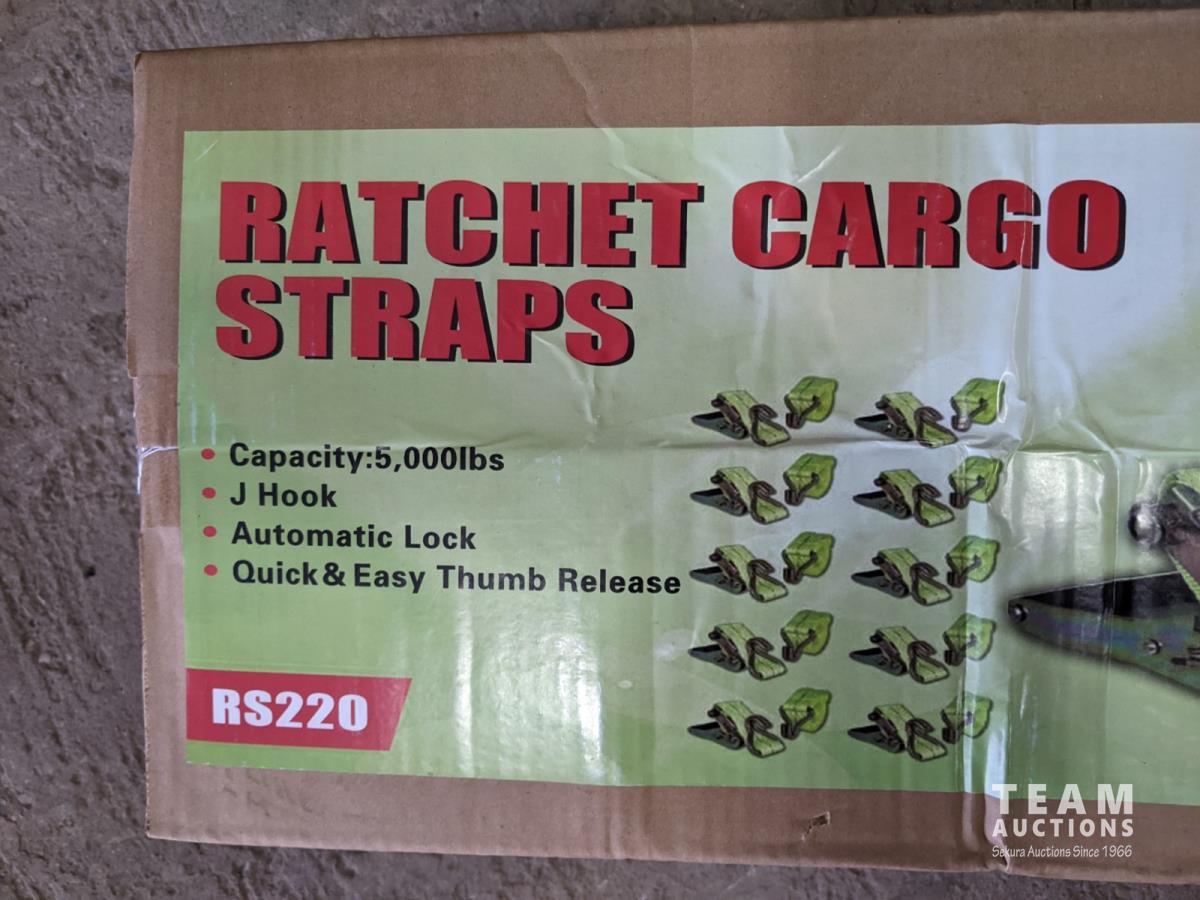 RATCHET CARGO
STRAPS
• Capacity:5,000lbs
• J Hook
• Automatic Lock
• Quick&Easy Thumb Release
RS220
TEAM
AUCTIONS
Sekura Auctions Since 1966